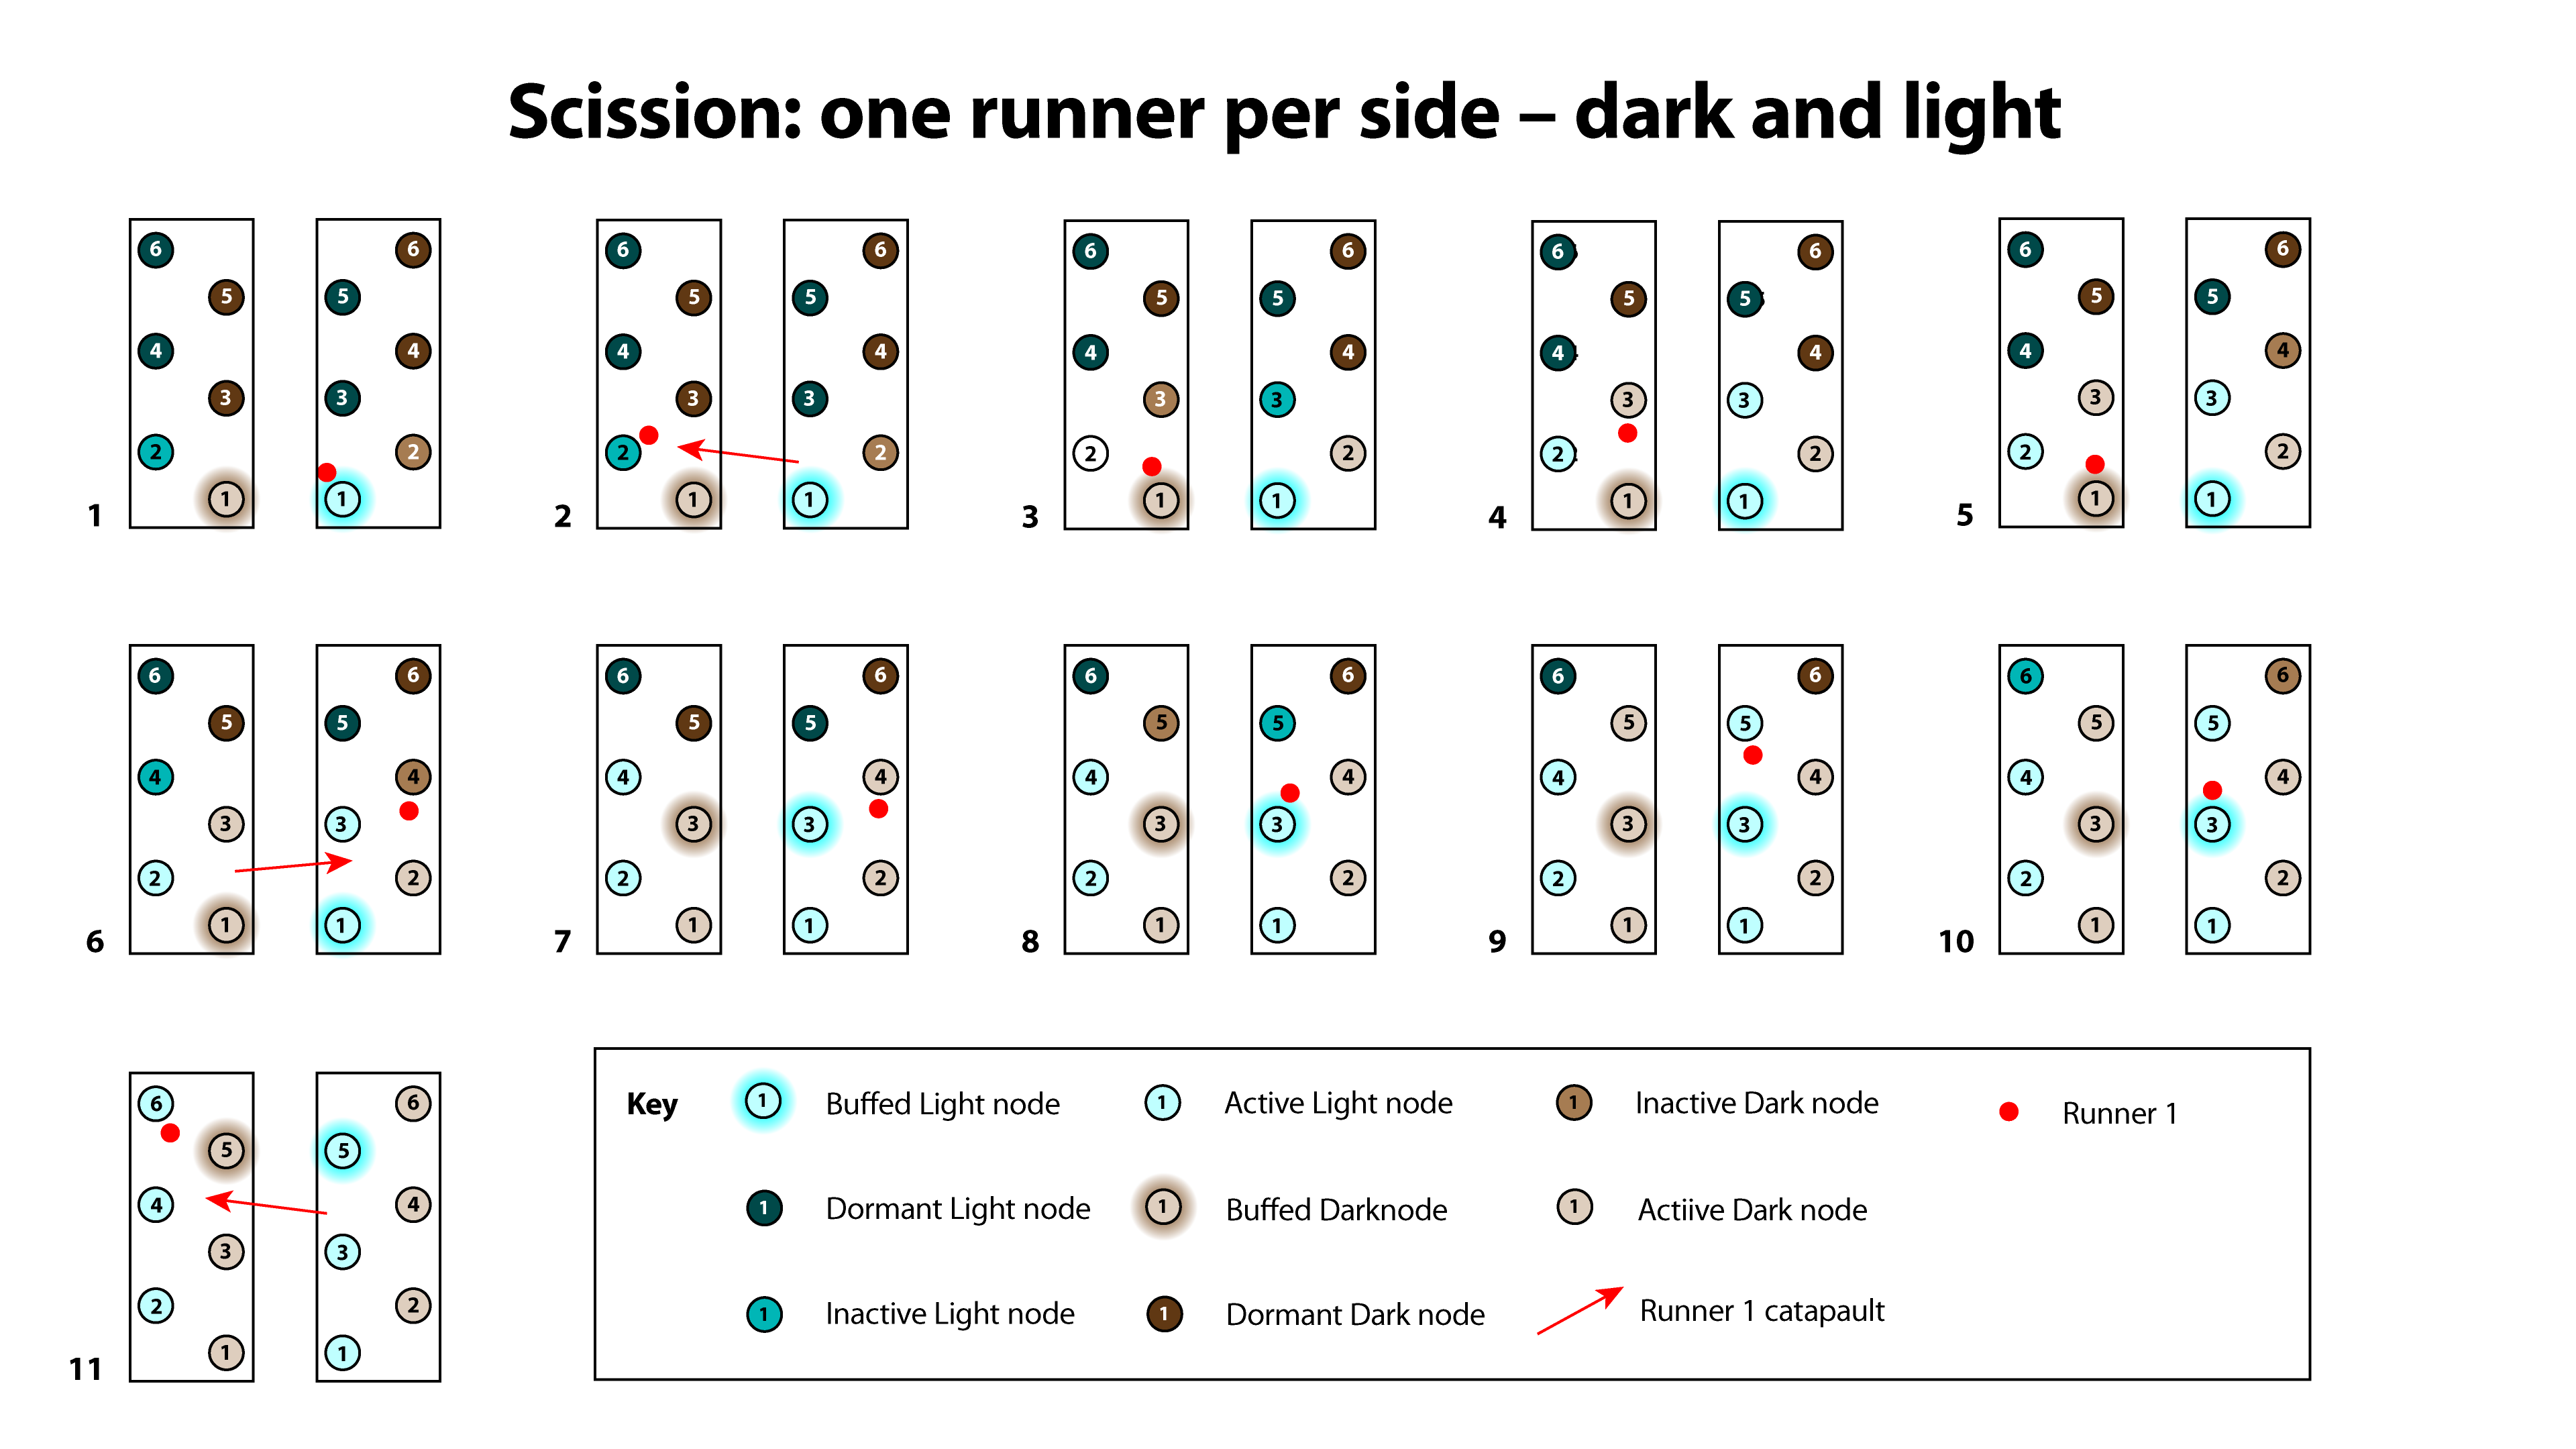 Scission: one runner per side – dark and light
6 6 6 6 6 6 6 6 6 6
5 5 5 5 5 5 5 5 5 5
4 4 4 4 4 4 4 4 4 4
3 3 3 3 3 3 3 3 3 3
2 2 2 2 2 2 2 2 2 2
1 1 1 1 1 1 1 1 1 1
1 2 3 4 5
6 6 6 6 6 6 6 6 6 6
5 5 5 5 5 5 5 5 5 5
4 4 4 4 4 4 4 4 4 4
3 3 3 3 3 3 3 3 3 3
2 2 2 2 2 2 2 2 2 2
1 1 1 1 1 1 1 1 1 1
6 7 8 9 10
6 6
5 5
4 4
3 3
2 2
1 1
11
Key
1 Buffed Light node
1 Active Light node
1 Inactive Dark node
Runner 1
1 Dormant Light node
1 Buffed Darknode
1 Actiive Dark node
1 Inactive Light node
1 Dormant Dark node
Runner 1 catapault